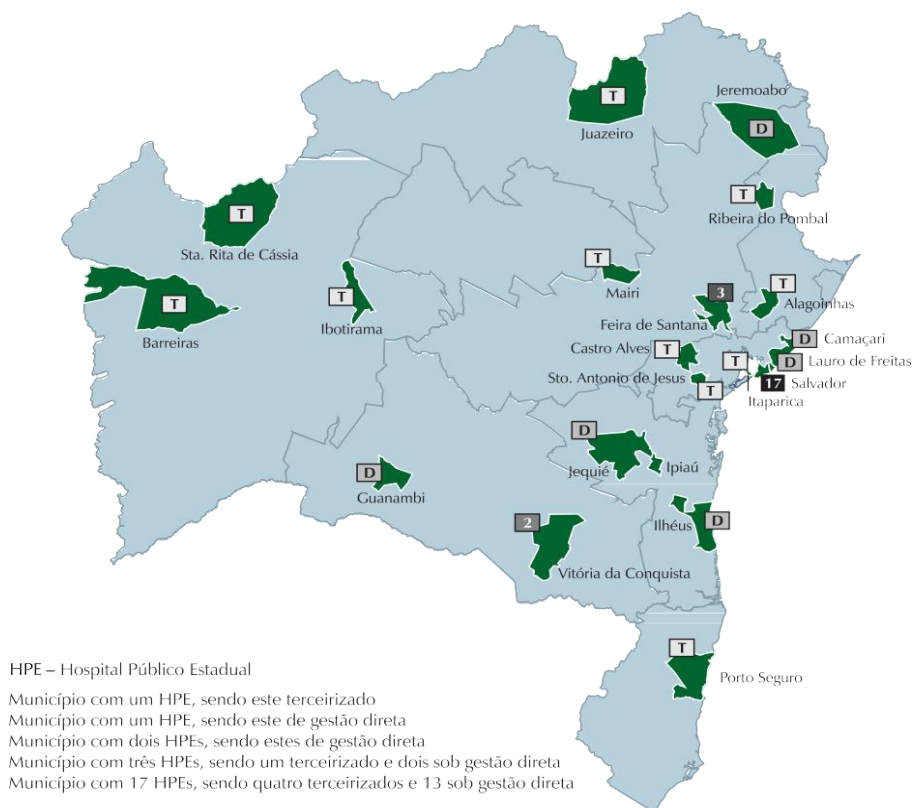 Jeremoabo
T
Juazeiro
D
T
Ribeira do Pombal
T
Sta. Rita de Cássia
T
Mairi
T
Barreiras
T
Ibotirama
3
Feira de Santana
T
Alagoinhas
D
Camaçari
Castro Alves
T
T
D
Lauro de Freitas
Sto. Antonio de Jesus
T
17
Salvador
Itaparica
D
Jequié
Ipiaú
D
Guanambi
2
Vitória da Conquista
Ilhéus
D
T
Porto Seguro
HPE – Hospital Público Estadual
Município com um HPE, sendo este terceirizado
Município com um HPE, sendo este de gestão direta
Município com dois HPEs, sendo estes de gestão direta
Município com três HPEs, sendo um terceirizado e dois sob gestão direta
Município com 17 HPEs, sendo quatro terceirizados e 13 sob gestão direta